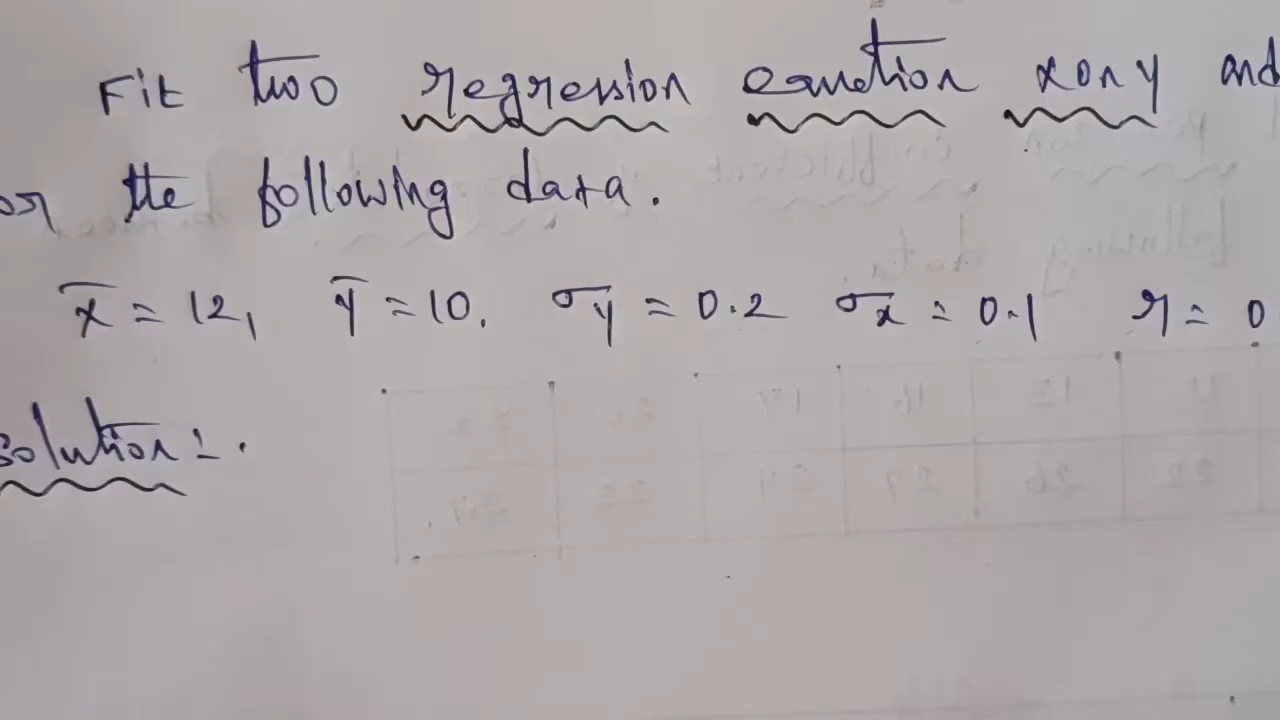 Fit two regression equation x on y and
or the following data.
x̄ = 12, ȳ = 10. σy = 0.2 σx = 0.1 r = 0
solution:.